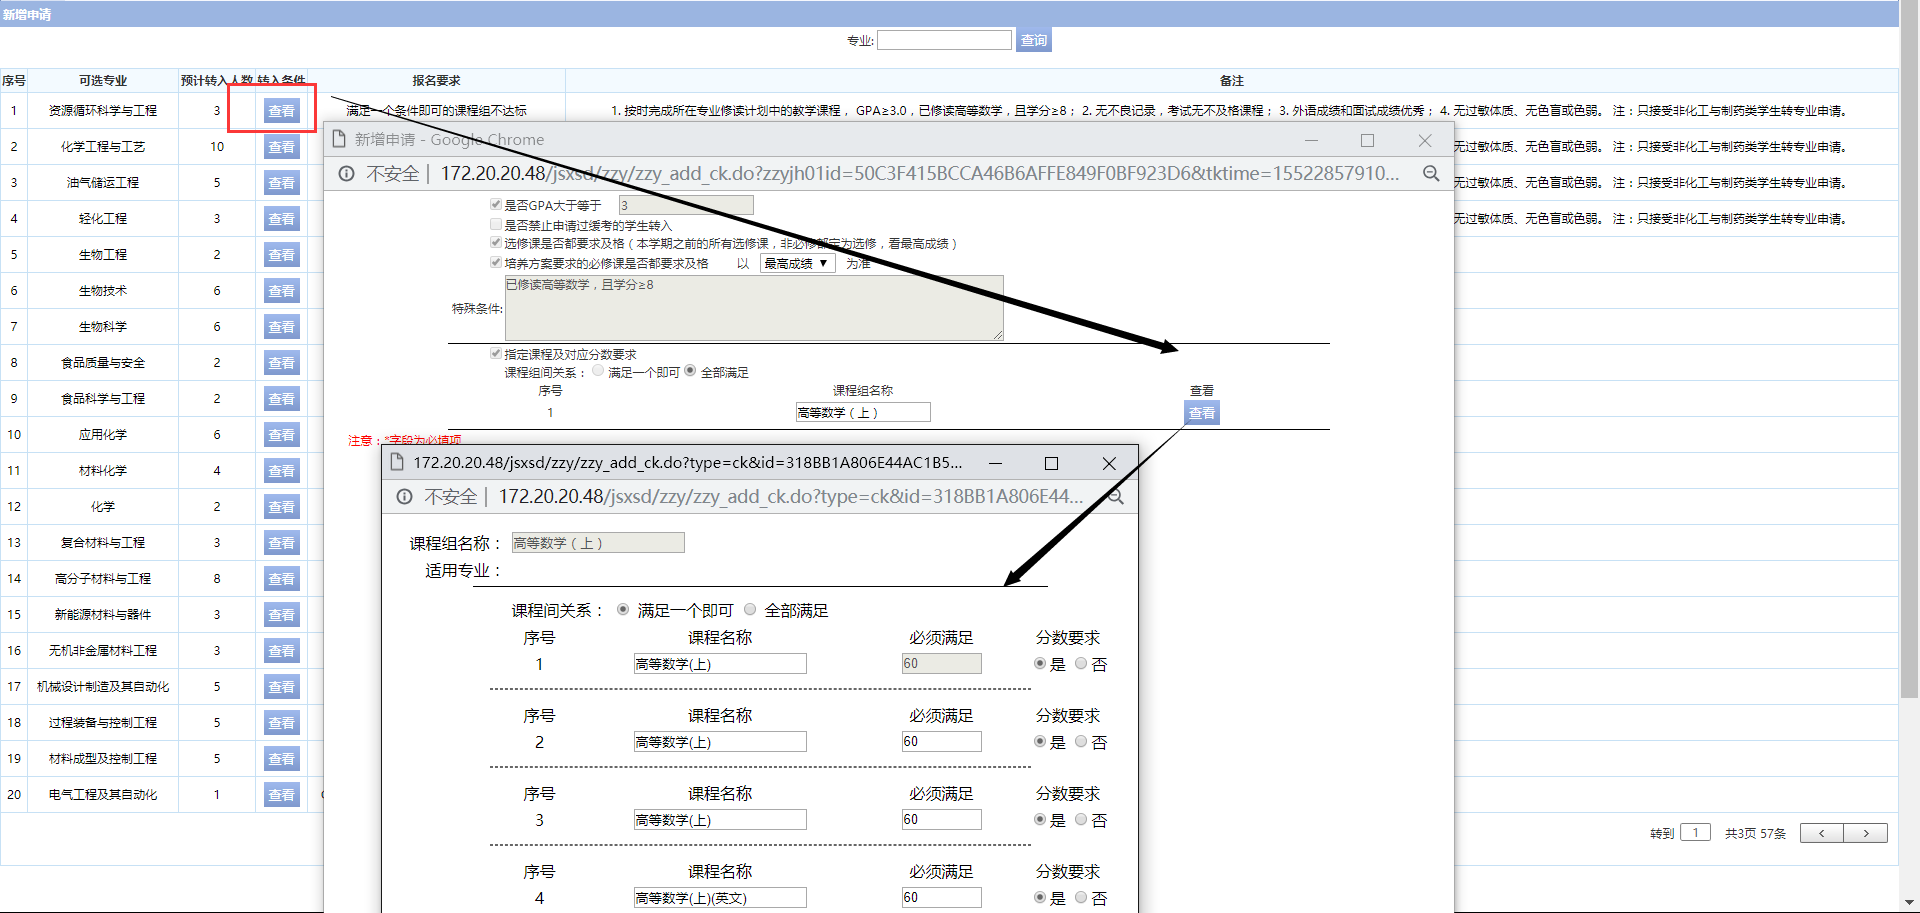 新增申请
专业: 查询
序号 可选专业 预计转入人数 转入条件 报名要求 备注
1 资源循环科学与工程 3 查看 满足一个条件即可的课程组不达标 1. 按时完成所在专业修读计划中的教学课程， GPA≥3.0，已修读高等数学，且学分≥8； 2. 无不良记录，考试无不及格课程； 3. 外语成绩和面试成绩优秀； 4. 无过敏体质、无色盲或色弱。 注：只接受非化工与制药类学生转专业申请。
2 化学工程与工艺 10 查看 无过敏体质、无色盲或色弱。 注：只接受非化工与制药类学生转专业申请。
3 油气储运工程 5 查看 无过敏体质、无色盲或色弱。 注：只接受非化工与制药类学生转专业申请。
4 轻化工程 3 查看 无过敏体质、无色盲或色弱。 注：只接受非化工与制药类学生转专业申请。
5 生物工程 2 查看
6 生物技术 6 查看
7 生物科学 6 查看
8 食品质量与安全 2 查看
9 食品科学与工程 2 查看
10 应用化学 6 查看
11 材料化学 4 查看
12 化学 2 查看
13 复合材料与工程 3 查看
14 高分子材料与工程 8 查看
15 新能源材料与器件 3 查看
16 无机非金属材料工程 3 查看
17 机械设计制造及其自动化 5 查看
18 过程装备与控制工程 5 查看
19 材料成型及控制工程 5 查看
20 电气工程及其自动化 1 查看
转到 1 共3页 57条 < >
新增申请 - Google Chrome
不安全 | 172.20.20.48/jsxsd/zzy/zzy_add_ck.do?zzyjh01id=50C3F415BCCA46B6AFFE849F0BF923D6&tktime=15522857910...
是否GPA大于等于 3
是否禁止申请过缓考的学生转入
选修课是否都要求及格（本学期之前的所有选修课，非必修都定为选修，看最高成绩）
培养方案要求的必修课是否都要求及格 以 最高成绩 ▼ 为准
特殊条件: 已修读高等数学，且学分≥8
指定课程及对应分数要求
课程组间关系： 满足一个即可 全部满足
序号 课程组名称 查看
1 高等数学（上） 查看
注意：*字段为必填项
172.20.20.48/jsxsd/zzy/zzy_add_ck.do?type=ck&id=318BB1A806E44AC1B5...
不安全 | 172.20.20.48/jsxsd/zzy/zzy_add_ck.do?type=ck&id=318BB1A806E44...
课程组名称： 高等数学（上）
适用专业：
课程间关系： 满足一个即可 全部满足
序号 课程名称 必须满足 分数要求
1 高等数学(上) 60 是 否
序号 课程名称 必须满足 分数要求
2 高等数学(上) 60 是 否
序号 课程名称 必须满足 分数要求
3 高等数学(上) 60 是 否
序号 课程名称 必须满足 分数要求
4 高等数学(上)(英文) 60 是 否